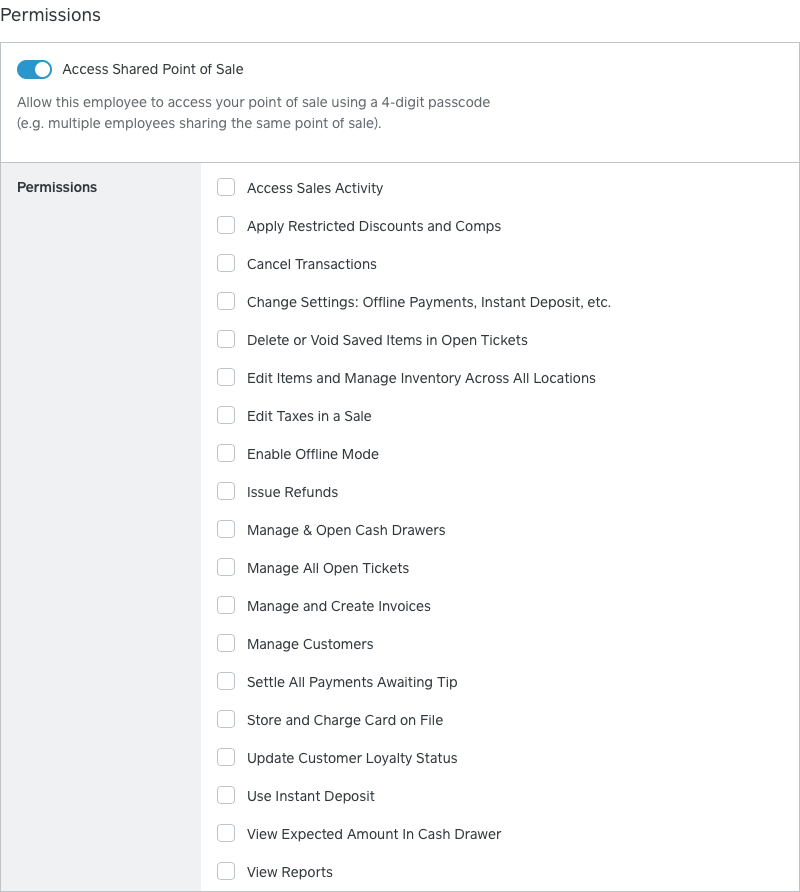 Permissions
Access Shared Point of Sale
Allow this employee to access your point of sale using a 4-digit passcode
(e.g. multiple employees sharing the same point of sale).
Permissions
Access Sales Activity
Apply Restricted Discounts and Comps
Cancel Transactions
Change Settings: Offline Payments, Instant Deposit, etc.
Delete or Void Saved Items in Open Tickets
Edit Items and Manage Inventory Across All Locations
Edit Taxes in a Sale
Enable Offline Mode
Issue Refunds
Manage & Open Cash Drawers
Manage All Open Tickets
Manage and Create Invoices
Manage Customers
Settle All Payments Awaiting Tip
Store and Charge Card on File
Update Customer Loyalty Status
Use Instant Deposit
View Expected Amount In Cash Drawer
View Reports